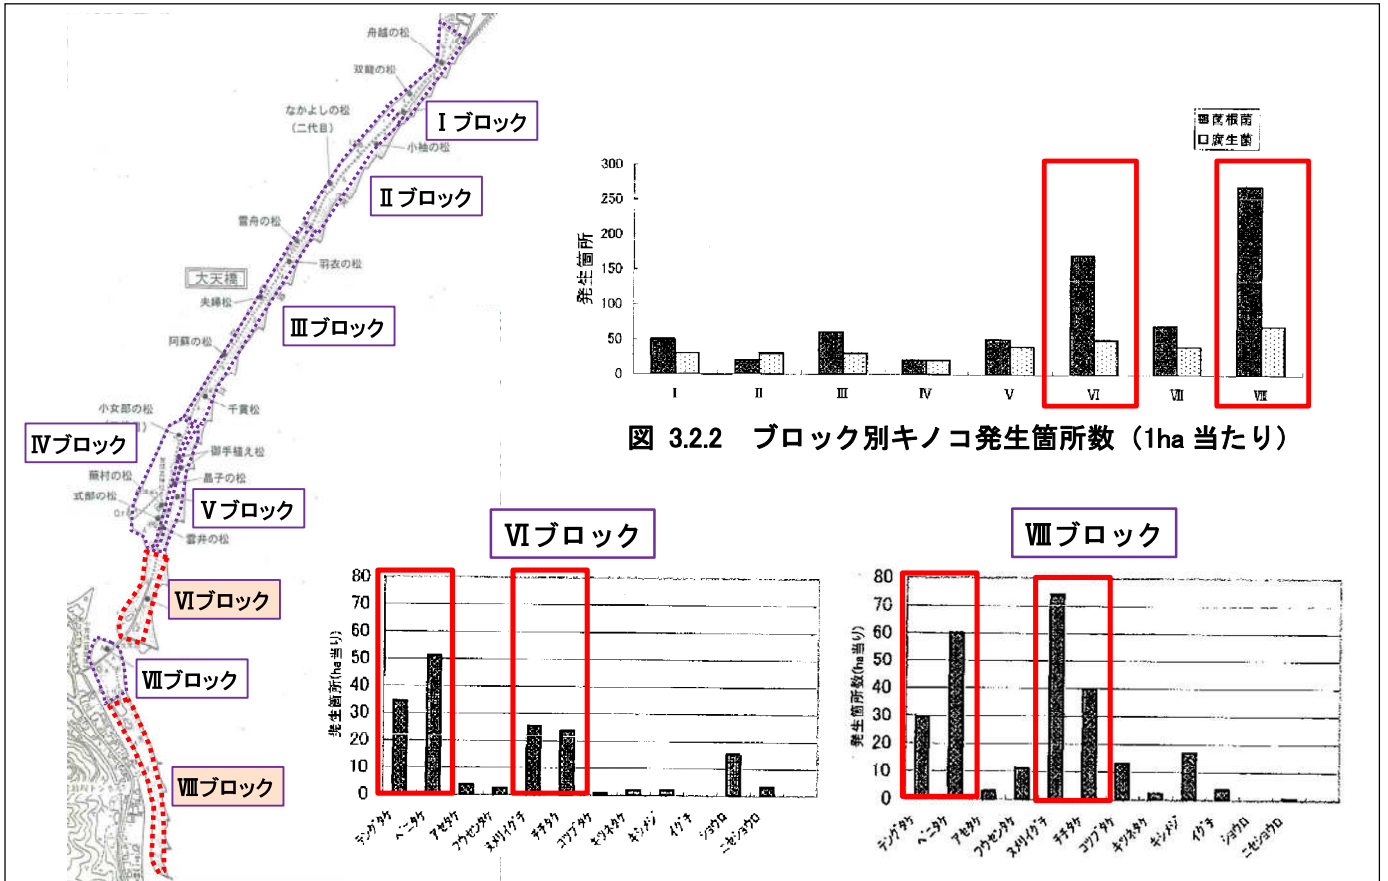 舟越の松
双龍の松
なかよしの松
(二代目)
Ⅰブロック
小袖の松
Ⅱブロック
雪舟の松
羽衣の松
大天橋
夫婦松
Ⅲブロック
阿蘇の松
千貫松
小女郎の松
Ⅳブロック
御手植え松
蕪村の松
晶子の松
式部の松
Ⅴブロック
雲井の松
Ⅵブロック
Ⅶブロック
Ⅷブロック
菌根菌
腐生菌
発生箇所
300
250
200
150
100
50
0
Ⅰ Ⅱ Ⅲ Ⅳ Ⅴ Ⅵ Ⅶ Ⅷ
図 3.2.2 ブロック別キノコ発生箇所数(1ha 当たり)
Ⅵブロック
発生箇所(ha当り)
80
70
60
50
40
30
20
10
0
テングタケ ベニタケ アセタケ フウセンタケ ヌメリイグチ チチタケ コツブタケ キツネタケ キシメジ イグチ ショウロ ニセショウロ
Ⅷブロック
発生箇所数(ha当り)
80
70
60
50
40
30
20
10
0
テングタケ ベニタケ アセタケ フウセンタケ ヌメリイグチ チチタケ コツブタケ キツネタケ キシメジ イグチ ショウロ ニセショウロ